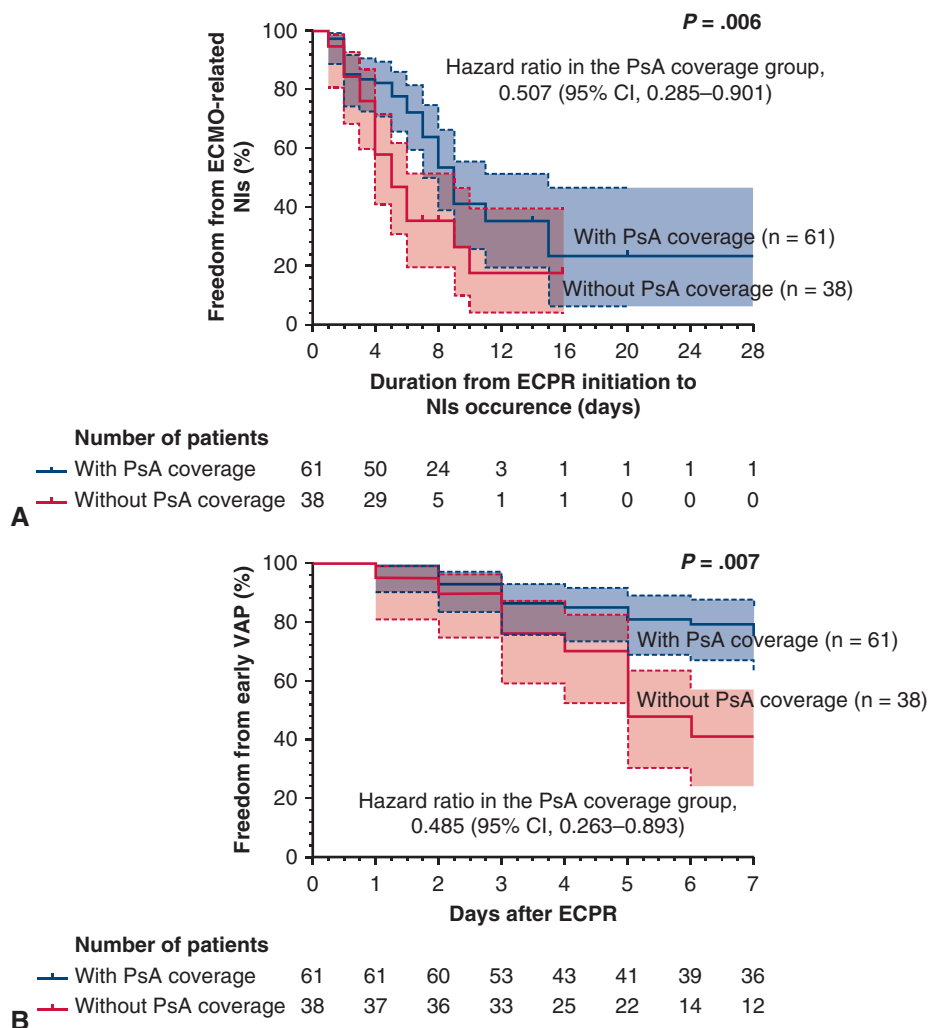 P = .006
Hazard ratio in the PsA coverage group,
0.507 (95% CI, 0.285–0.901)
Freedom from ECMO-related
NIs (%)
100
80
60
40
20
0
With PsA coverage (n = 61)
Without PsA coverage (n = 38)
0 4 8 12 16 20 24 28
Duration from ECPR initiation to
NIs occurence (days)
Number of patients
With PsA coverage 61 50 24 3 1 1 1 1
Without PsA coverage 38 29 5 1 1 0 0 0
A
P = .007
Freedom from early VAP (%)
100
80
60
40
20
0
With PsA coverage (n = 61)
Without PsA coverage (n = 38)
Hazard ratio in the PsA coverage group,
0.485 (95% CI, 0.263–0.893)
0 1 2 3 4 5 6 7
Days after ECPR
Number of patients
With PsA coverage 61 61 60 53 43 41 39 36
Without PsA coverage 38 37 36 33 25 22 14 12
B